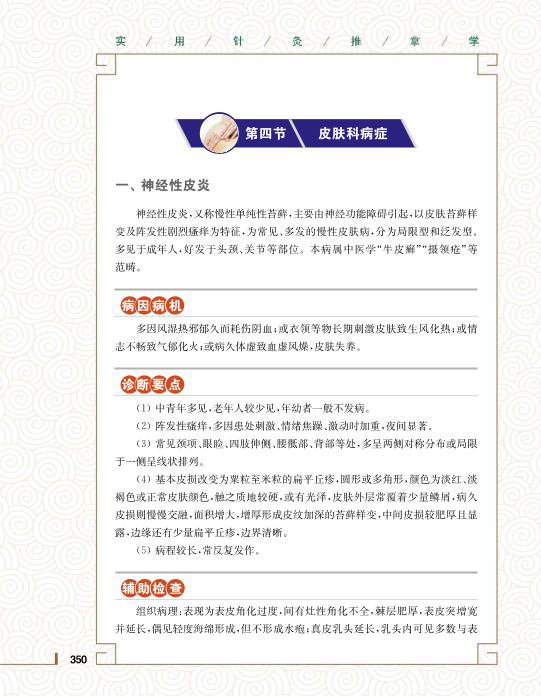 实 / 用 / 针 / 灸 / 推 / 拿 / 学
第四节 皮肤科病症
一、神经性皮炎
神经性皮炎,又称慢性单纯性苔藓,主要由神经功能障碍引起,以皮肤苔藓样
变及阵发性剧烈瘙痒为特征,为常见、多发的慢性皮肤病,分为局限型和泛发型。
多见于成年人,好发于头颈、关节等部位。本病属中医学“牛皮癣”“摄领疮”等
范畴。
病因病机
多因风湿热邪郁久而耗伤阴血;或衣领等物长期刺激皮肤致生风化热;或情
志不畅致气郁化火;或病久体虚致血虚风燥,皮肤失养。
诊断要点
(1) 中青年多见,老年人较少见,年幼者一般不发病。
(2) 阵发性瘙痒,多因患处刺激、情绪焦躁、激动时加重,夜间显著。
(3) 常见颈项、眼睑、四肢伸侧、腰骶部、背部等处,多呈两侧对称分布或局限
于一侧呈线状排列。
(4) 基本皮损改变为粟粒至米粒的扁平丘疹,圆形或多角形,颜色为淡红、淡
褐色或正常皮肤颜色,触之质地较硬,或有光泽,皮肤外层常覆着少量鳞屑,病久
皮损则慢慢交融,面积增大,增厚形成皮纹加深的苔藓样变,中间皮损较肥厚且显
露,边缘还有少量扁平丘疹,边界清晰。
(5) 病程较长,常反复发作。
辅助检查
组织病理:表现为表皮角化过度,间有灶性角化不全,棘层肥厚,表皮突增宽
并延长,偶见轻度海绵形成,但不形成水疱;真皮乳头延长,乳头内可见多数与表
350